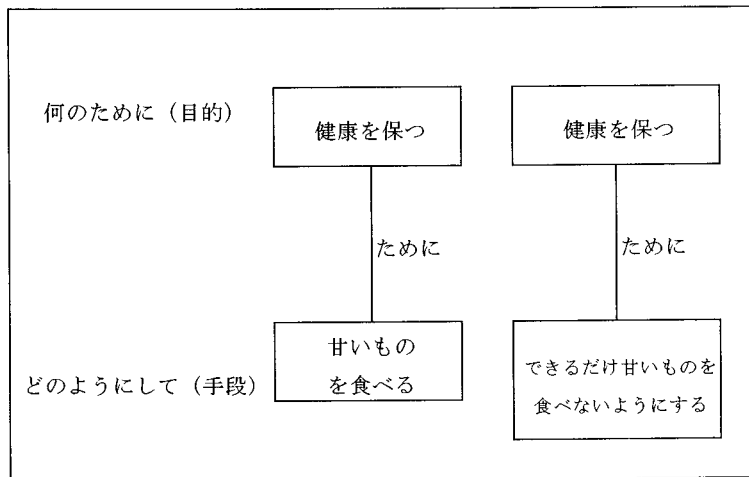 何のために（目的）
健康を保つ
健康を保つ
ために
ために
どのようにして（手段）
甘いもの
を食べる
できるだけ甘いものを
食べないようにする